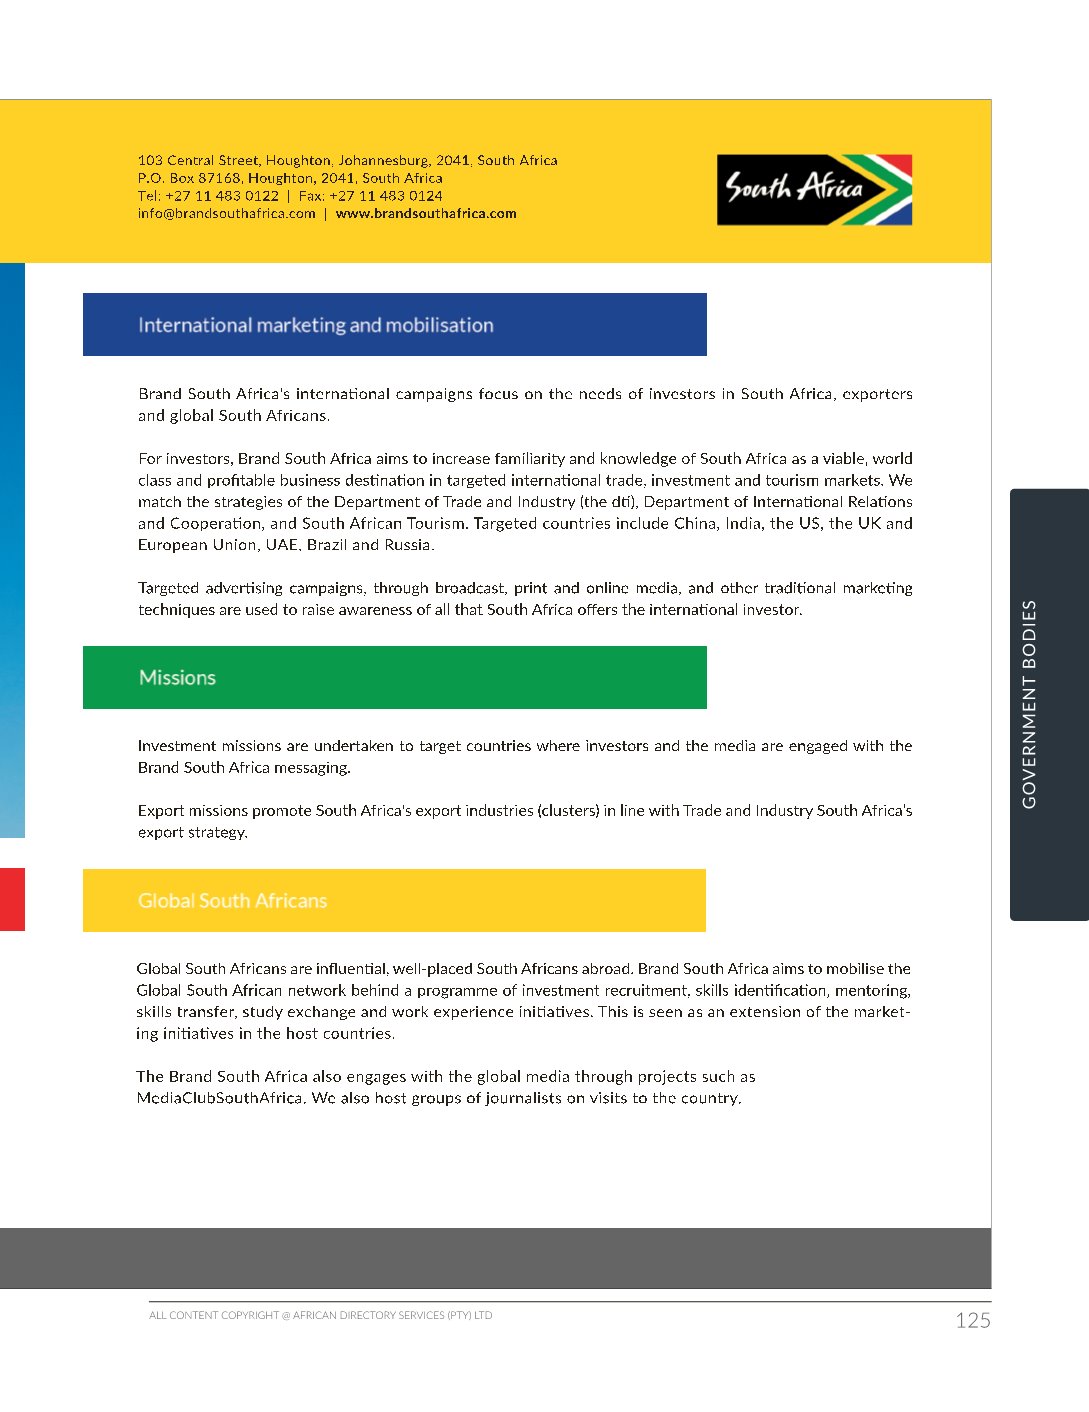 103 Central Street, Houghton, Johannesburg, 2041, South Africa
P.O. Box 87168, Houghton, 2041, South Africa
Tel: +27 11 483 0122 | Fax: +27 11 483 0124
info@brandsouthafrica.com | www.brandsouthafrica.com
South Africa
International marketing and mobilisation
Brand South Africa's international campaigns focus on the needs of investors in South Africa, exporters
and global South Africans.
For investors, Brand South Africa aims to increase familiarity and knowledge of South Africa as a viable, world
class and profitable business destination in targeted international trade, investment and tourism markets. We
match the strategies of the Department of Trade and Industry (the dti), Department of International Relations
and Cooperation, and South African Tourism. Targeted countries include China, India, the US, the UK and
European Union, UAE, Brazil and Russia.
Targeted advertising campaigns, through broadcast, print and online media, and other traditional marketing
techniques are used to raise awareness of all that South Africa offers the international investor.
Missions
Investment missions are undertaken to target countries where investors and the media are engaged with the
Brand South Africa messaging.
Export missions promote South Africa's export industries (clusters) in line with Trade and Industry South Africa's
export strategy.
Global South Africans
Global South Africans are influential, well-placed South Africans abroad. Brand South Africa aims to mobilise the
Global South African network behind a programme of investment recruitment, skills identification, mentoring,
skills transfer, study exchange and work experience initiatives. This is seen as an extension of the market-
ing initiatives in the host countries.
The Brand South Africa also engages with the global media through projects such as
MediaClubSouthAfrica. We also host groups of journalists on visits to the country.
GOVERNMENT BODIES
ALL CONTENT COPYRIGHT @ AFRICAN DIRECTORY SERVICES (PTY) LTD
125